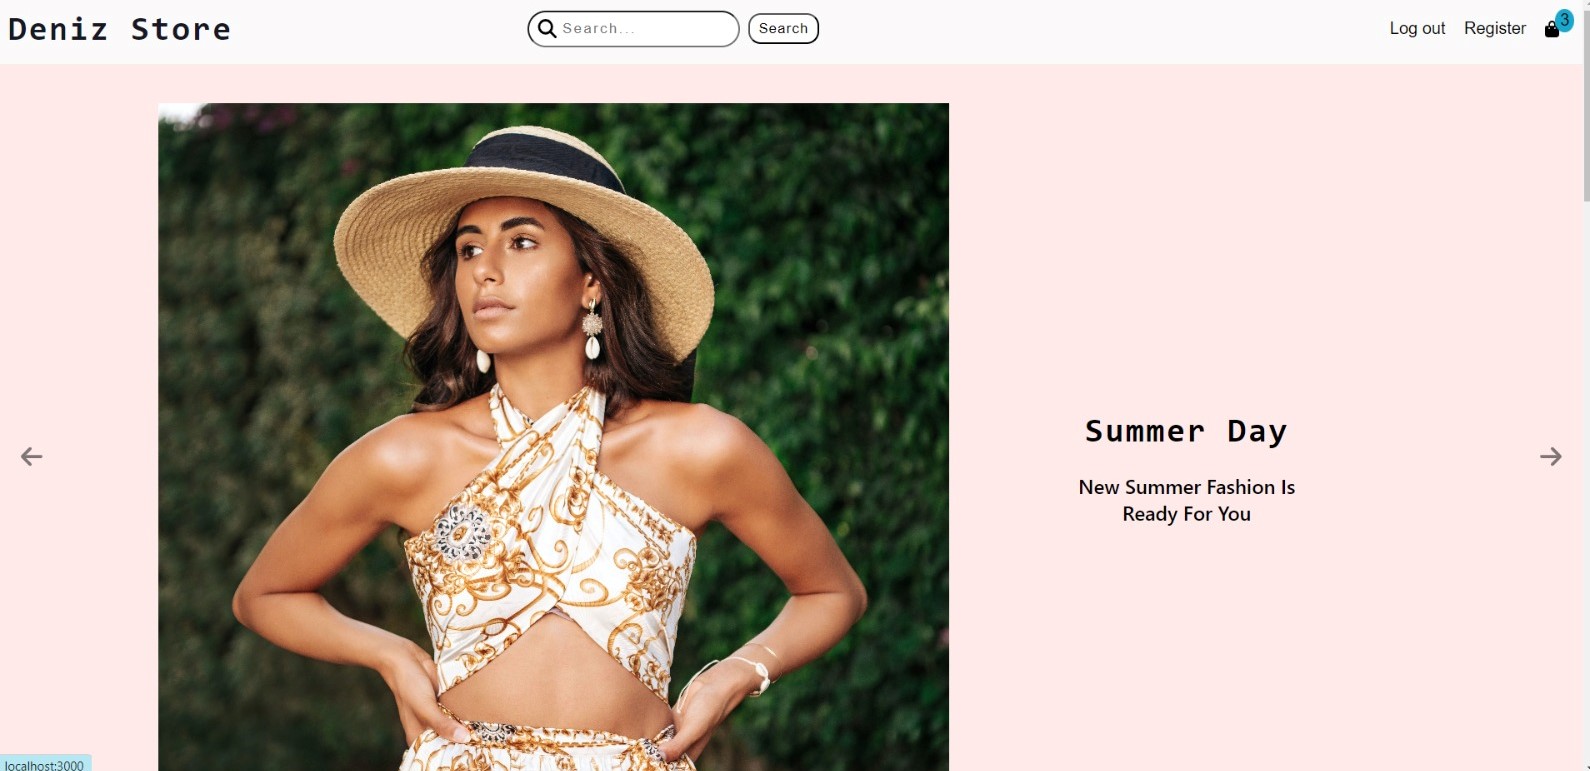 Deniz Store
Search...
Search
Log out
Register
3
Summer Day
New Summer Fashion Is
Ready For You
localhost:3000